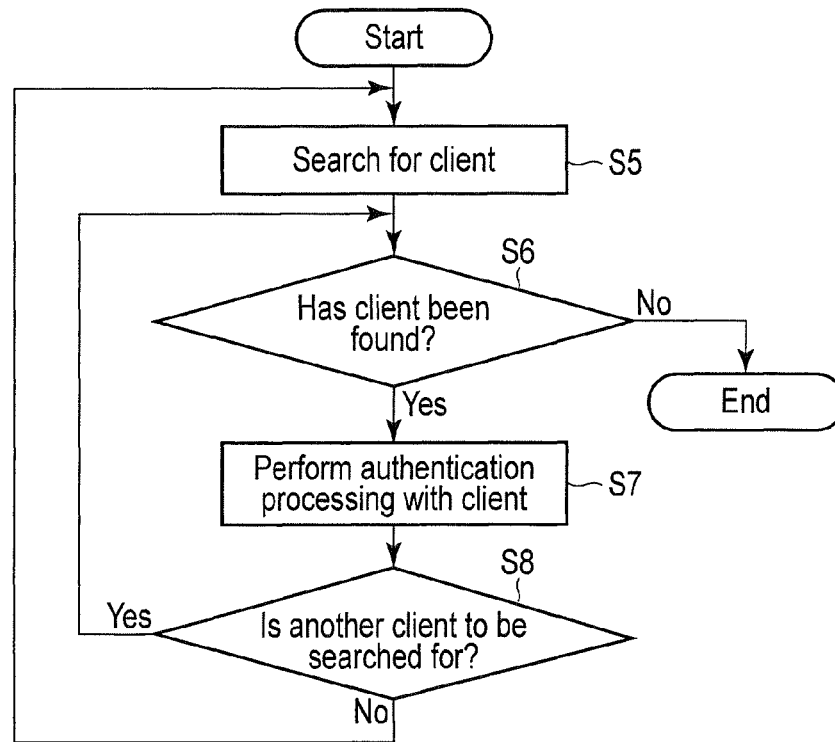 Start
Search for client
S5
S6
Has client been
found?
No
End
Yes
Perform authentication
processing with client
S7
S8
Yes
Is another client to be
searched for?
No